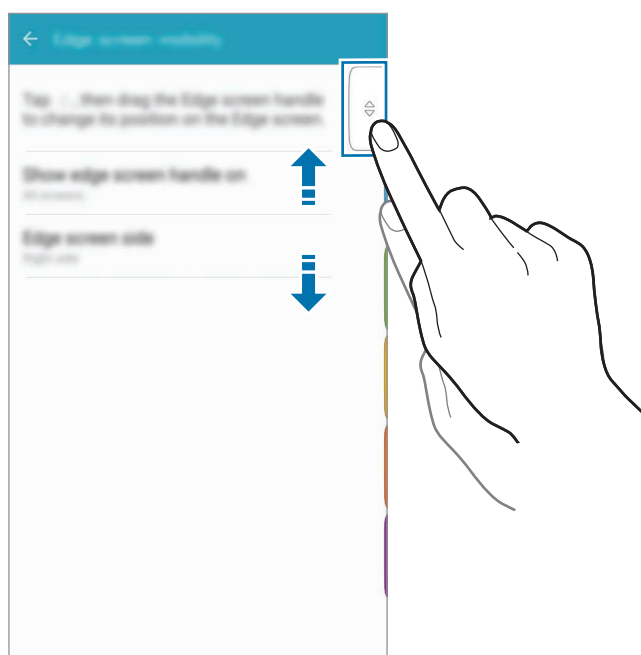 Edge screen visibility
Tap , then drag the Edge screen handle
to change its position on the Edge screen.
Show edge screen handle on
All screens
Edge screen side
Right side